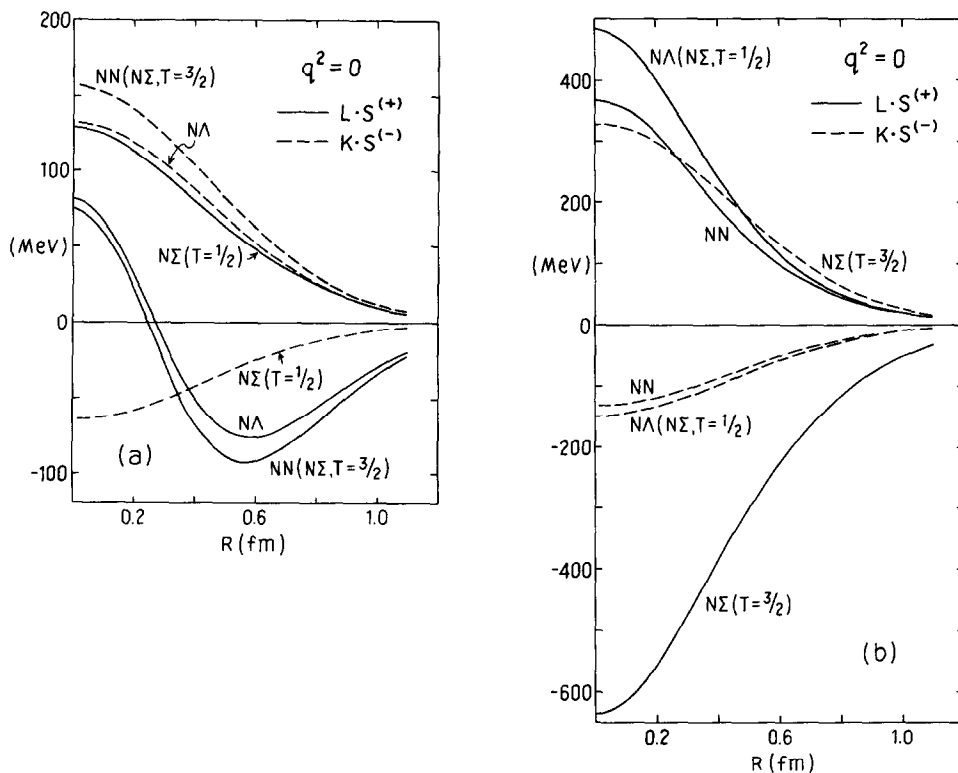 200
NN(NΣ,T=3/2)
q²=0
L·S(+)
K·S(-)
NΛ
100
(MeV)
NΣ(T=1/2)
0
NΣ(T=1/2)
NΛ
(a)
NN(NΣ,T=3/2)
-100
0.2
0.6
1.0
R(fm)
NΛ(NΣ,T=1/2)
q²=0
400
L·S(+)
K·S(-)
200
NN
NΣ(T=3/2)
(MeV)
0
NN
NΛ(NΣ,T=1/2)
-200
-400
NΣ(T=3/2)
(b)
-600
0.2
0.6
1.0
R(fm)